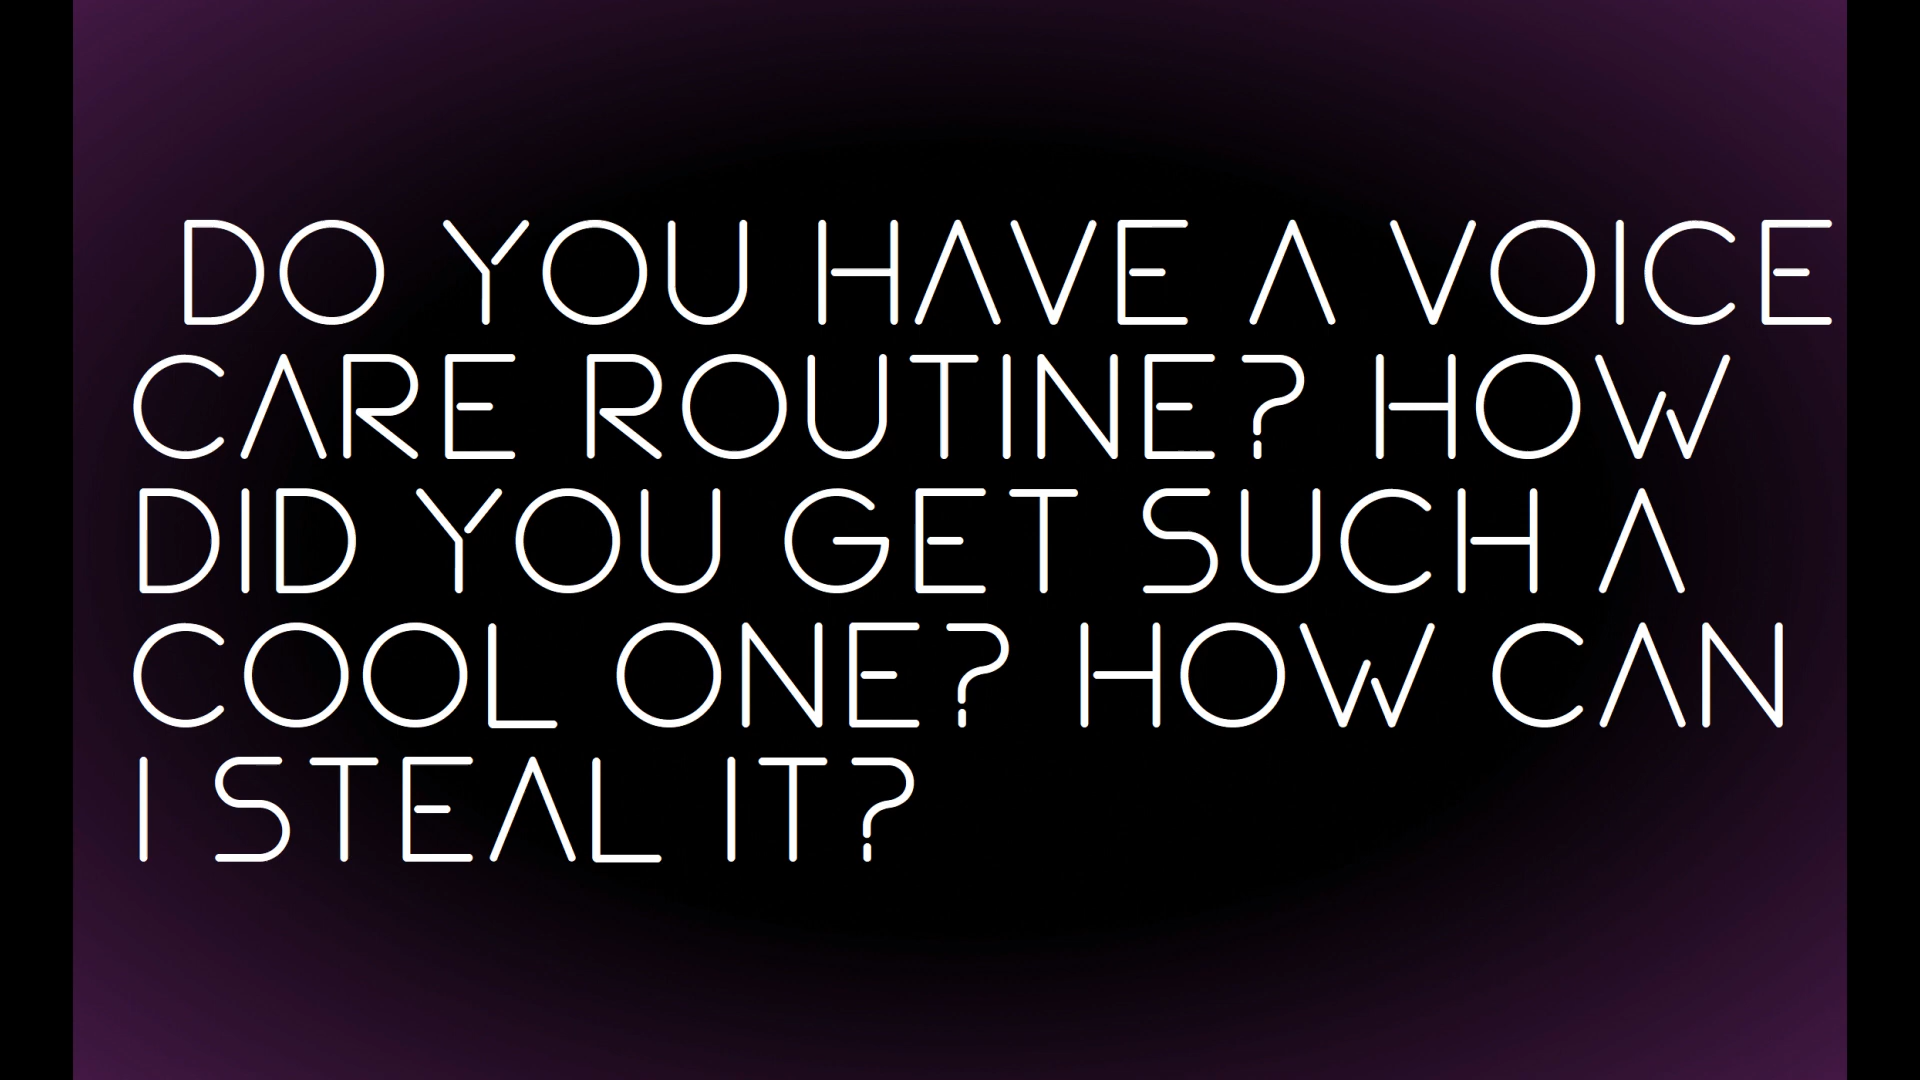 DO YOU HAVE A VOICE
CARE ROUTINE? HOW
DID YOU GET SUCH A
COOL ONE? HOW CAN
I STEAL IT?